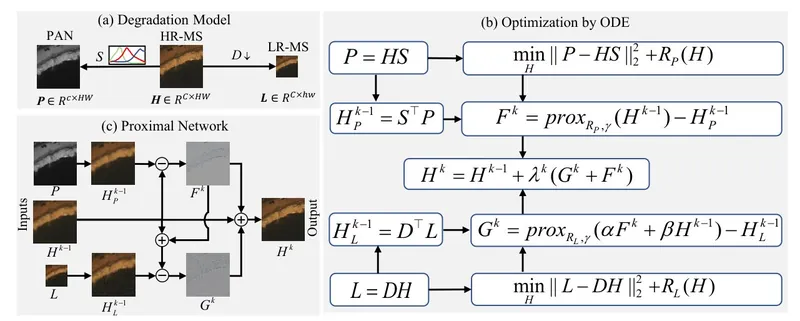 (a) Degradation Model
PAN
HR-MS
LR-MS
S
D↓
P ∈ R^{c×HW}
H ∈ R^{C×HW}
L ∈ R^{C×hw}
(c) Proximal Network
Inputs
P
H_P^{k-1}
F^k
H^{k-1}
L
H_L^{k-1}
G^k
H^k
Output
(b) Optimization by ODE
P = HS
min_H || P − HS ||_2^2 + R_P(H)
H_P^{k-1} = S^⊤ P
F^k = prox_{R_P,γ}(H^{k-1}) − H_P^{k-1}
H^k = H^{k-1} + λ^k(G^k + F^k)
H_L^{k-1} = D^⊤ L
G^k = prox_{R_L,γ}(αF^k + βH^{k-1}) − H_L^{k-1}
L = DH
min_H || L − DH ||_2^2 + R_L(H)